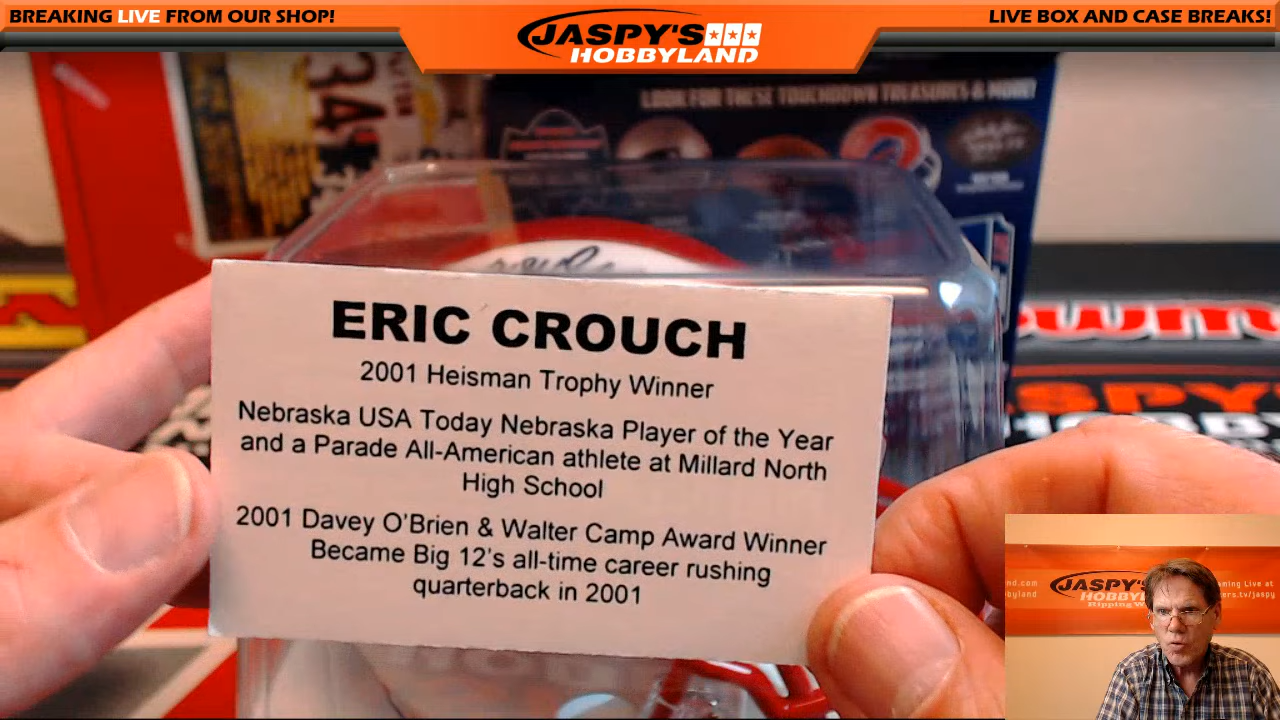 BREAKING LIVE FROM OUR SHOP!
JASPY'S
HOBBYLAND
LIVE BOX AND CASE BREAKS!
LOOK FOR THESE TOUCHDOWN TREASURES & MORE!
34
ERIC CROUCH
2001 Heisman Trophy Winner
Nebraska USA Today Nebraska Player of the Year
and a Parade All-American athlete at Millard North
High School
2001 Davey O'Brien & Walter Camp Award Winner
Became Big 12's all-time career rushing
quarterback in 2001
JASPY'S